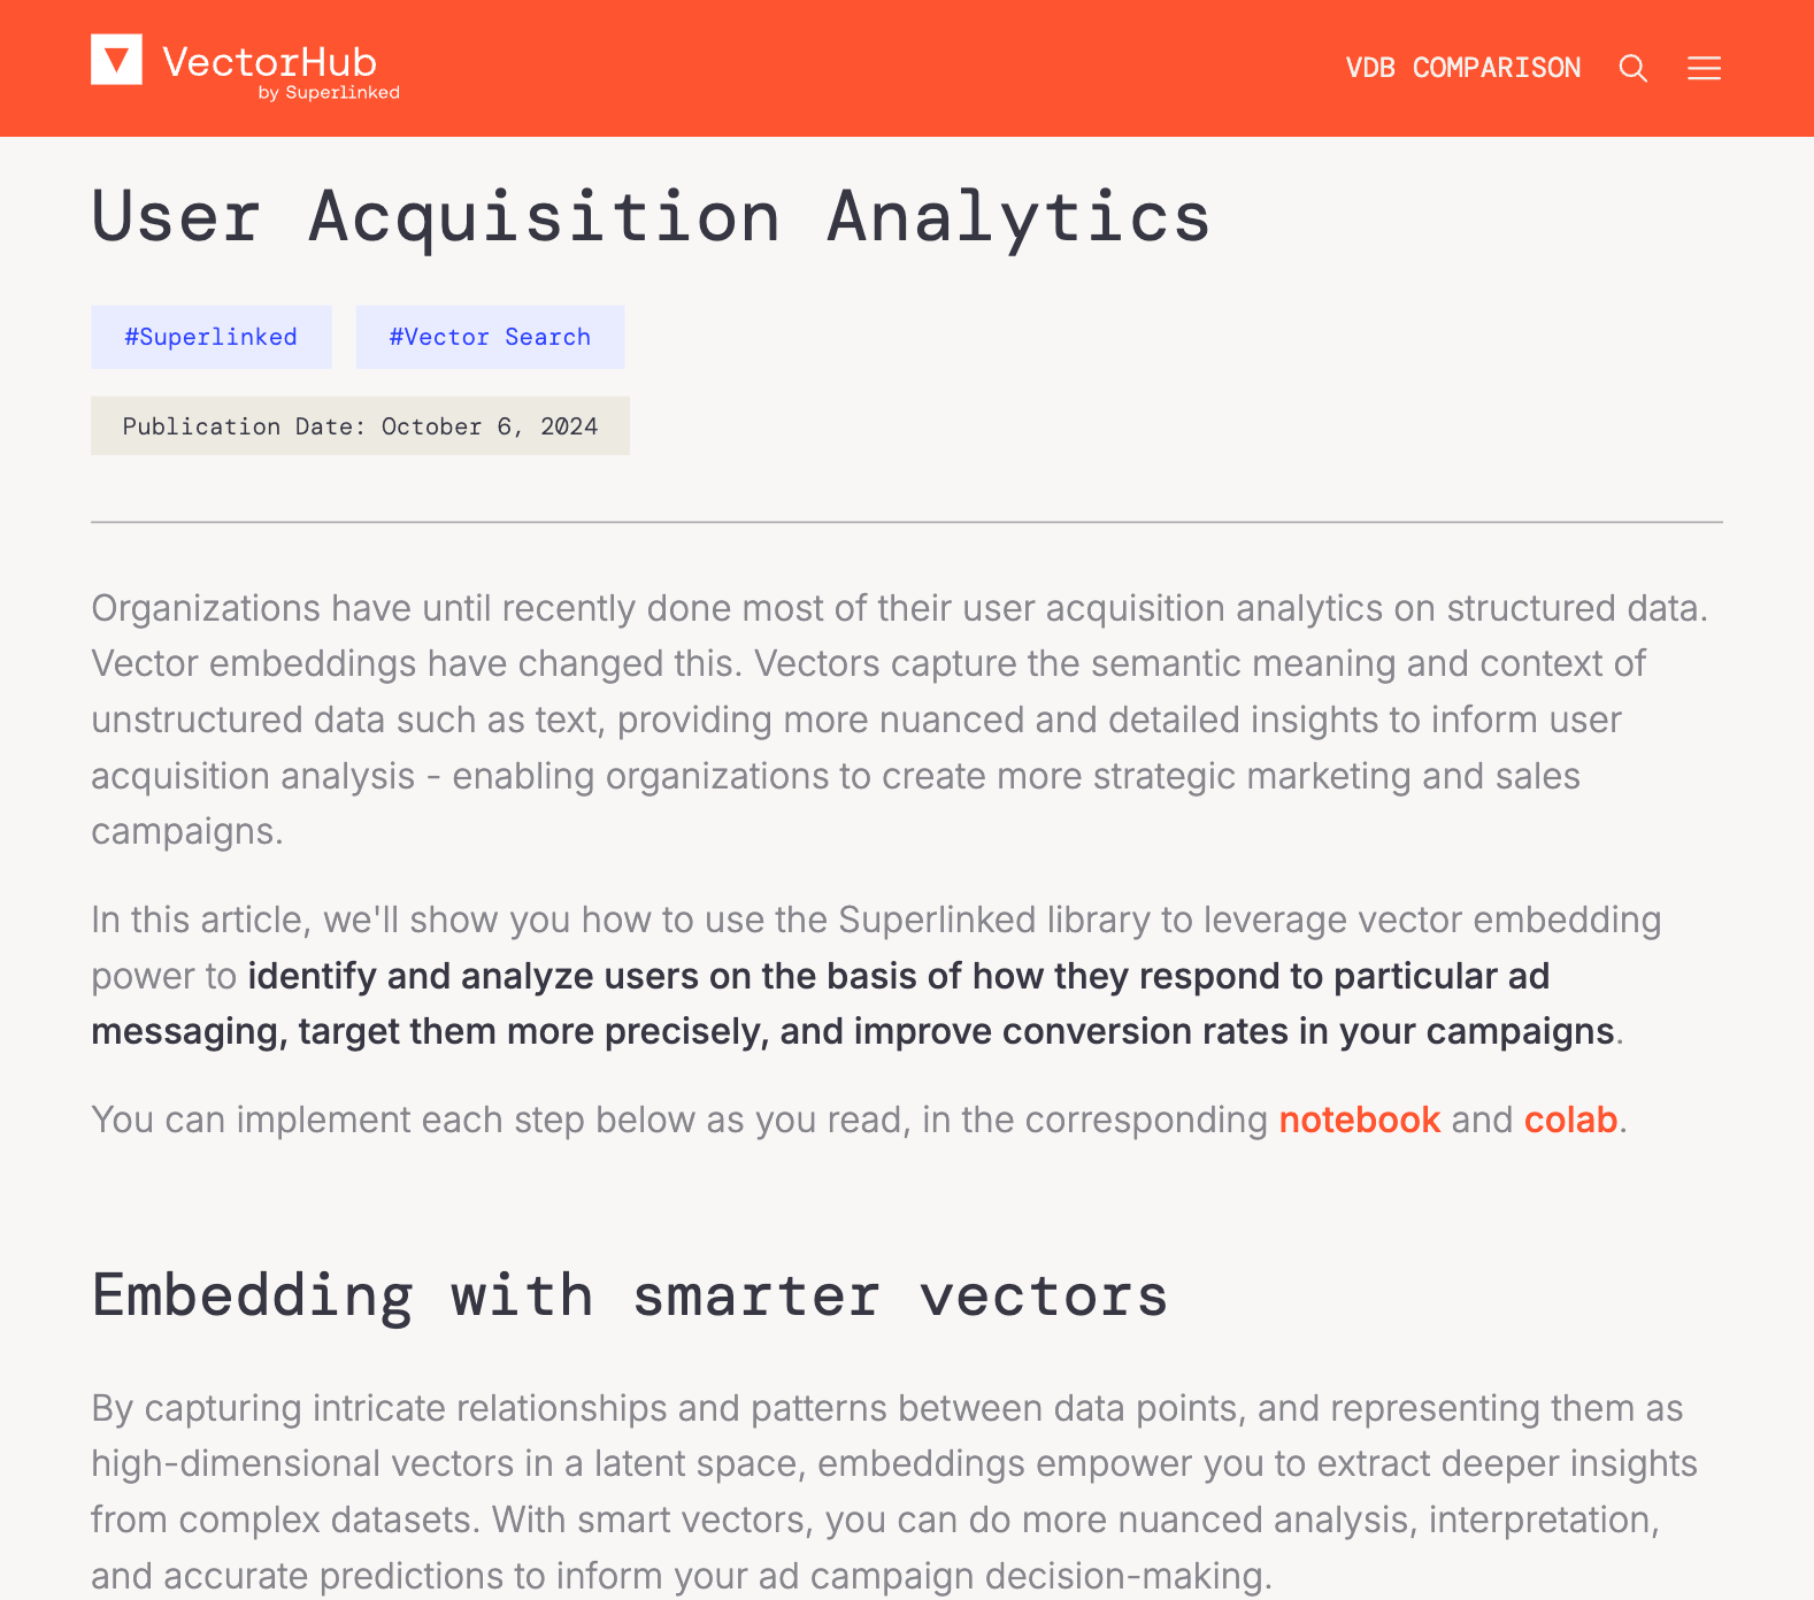 VectorHub
by Superlinked
VDB COMPARISON
User Acquisition Analytics
#Superlinked
#Vector Search
Publication Date: October 6, 2024
Organizations have until recently done most of their user acquisition analytics on structured data.
Vector embeddings have changed this. Vectors capture the semantic meaning and context of
unstructured data such as text, providing more nuanced and detailed insights to inform user
acquisition analysis - enabling organizations to create more strategic marketing and sales
campaigns.
In this article, we'll show you how to use the Superlinked library to leverage vector embedding
power to identify and analyze users on the basis of how they respond to particular ad
messaging, target them more precisely, and improve conversion rates in your campaigns.
You can implement each step below as you read, in the corresponding notebook and colab.
Embedding with smarter vectors
By capturing intricate relationships and patterns between data points, and representing them as
high-dimensional vectors in a latent space, embeddings empower you to extract deeper insights
from complex datasets. With smart vectors, you can do more nuanced analysis, interpretation,
and accurate predictions to inform your ad campaign decision-making.